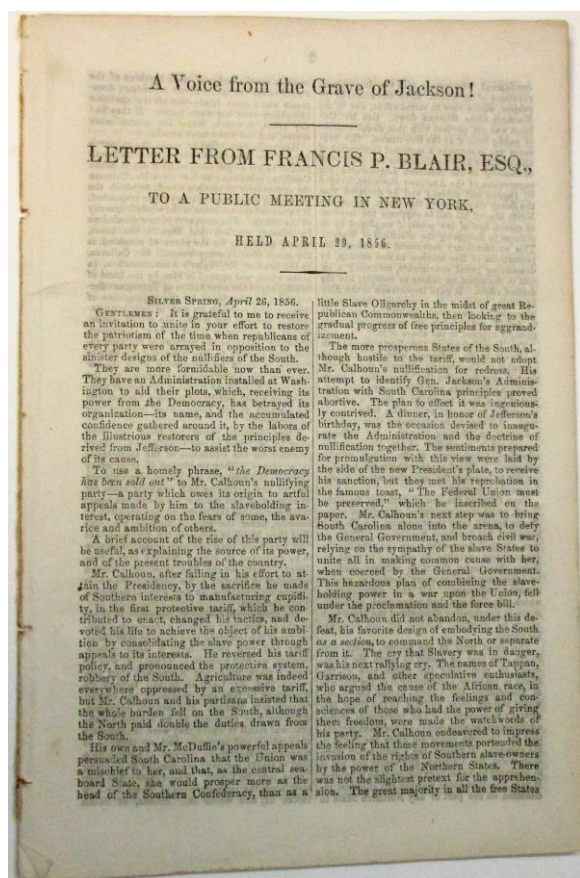 A Voice from the Grave of Jackson!
LETTER FROM FRANCIS P. BLAIR, ESQ.,
TO A PUBLIC MEETING IN NEW YORK,
HELD APRIL 29, 1856.
SILVER SPRING, April 26, 1856.
GENTLEMEN: It is grateful to me to receive
an invitation to unite in your effort to restore
the patriotism of the time when republicans of
every party were arrayed in opposition to the
sinister designs of the nullifiers of the South.
They are more formidable now than ever.
They have an Administration installed at Wash-
ington to aid their plots, which, receiving its
power from the Democracy, has betrayed its
organization—its name, and the accumulated
confidence gathered around it, by the labors of
the illustrious restorers of the principles de-
rived from Jefferson—to assist the worst enemy
of its cause.
To use a homely phrase, "the Democracy
has been sold out" to Mr. Calhoun's nullifying
party—a party which owes its origin to artful
appeals made by him to the slaveholding in-
terest, operating on the fears of some, the ava-
rice and ambition of others.
A brief account of the rise of this party will
be useful, as explaining the source of its power,
and of the present troubles of the country.
Mr. Calhoun, after failing in his effort to at-
tain the Presidency, by the sacrifice he made
of Southern interests to manufacturing cupidi-
ty, in the first protective tariff, which he con-
tributed to enact, changed his tactics, and de-
voted his life to achieve the object of his ambi-
tion by consolidating the slave power through
appeals to its interests. He reversed his tariff
policy, and pronounced the protective system,
robbery of the South. Agriculture was indeed
everywhere oppressed by an excessive tariff,
but Mr. Calhoun and his partisans insisted that
the whole burden fell on the South, although
the North paid double the duties drawn from
the South.
His own and Mr. McDuffie's powerful appeals
persuaded South Carolina that the Union was
a mischief to her, and that, as the central sea-
board State, she would prosper more as the
head of the Southern Confederacy, than as a
little Slave Oligarchy in the midst of great Re-
publican Commonwealths, then looking to the
gradual progress of free principles for aggrand-
izement.
The more prosperous States of the South, al-
though hostile to the tariff, would not adopt
Mr. Calhoun's nullification for redress. His
attempt to identify Gen. Jackson's Adminis-
tration with South Carolina principles proved
abortive. The plan to effect it was ingenious-
ly contrived. A dinner, in honor of Jefferson's
birthday, was the occasion devised to inaugu-
rate the Administration and the doctrine of
nullification together. The sentiments prepared
for promulgation with this view were laid by
the side of the new President's plate, to receive
his sanction, but they met his reprobation in
the famous toast, "The Federal Union must
be preserved," which he inscribed on the
paper. Mr. Calhoun's next step was to bring
South Carolina alone into the arena, to defy
the General Government, and broach civil war,
relying on the sympathy of the slave States to
unite all in making common cause with her,
when coerced by the General Government.
This hazardous plan of combining the slave-
holding power in a war upon the Union, fell
under the proclamation and the force bill.
Mr. Calhoun did not abandon, under this de-
feat, his favorite design of embodying the South
as a section, to command the North or separate
from it. The cry that Slavery was in danger,
was his next rallying cry. The names of Tappan,
Garrison, and other speculative enthusiasts,
who argued the cause of the African race, in
the hope of reaching the feelings and con-
sciences of those who had the power of giving
them freedom, were made the watchwords of
his party. Mr. Calhoun endeavored to impress
the feeling that these movements portended the
invasion of the rights of Southern slave-owners
by the power of the Northern States. There
was not the slightest pretext for the apprehen-
sion. The great majority in all the free States